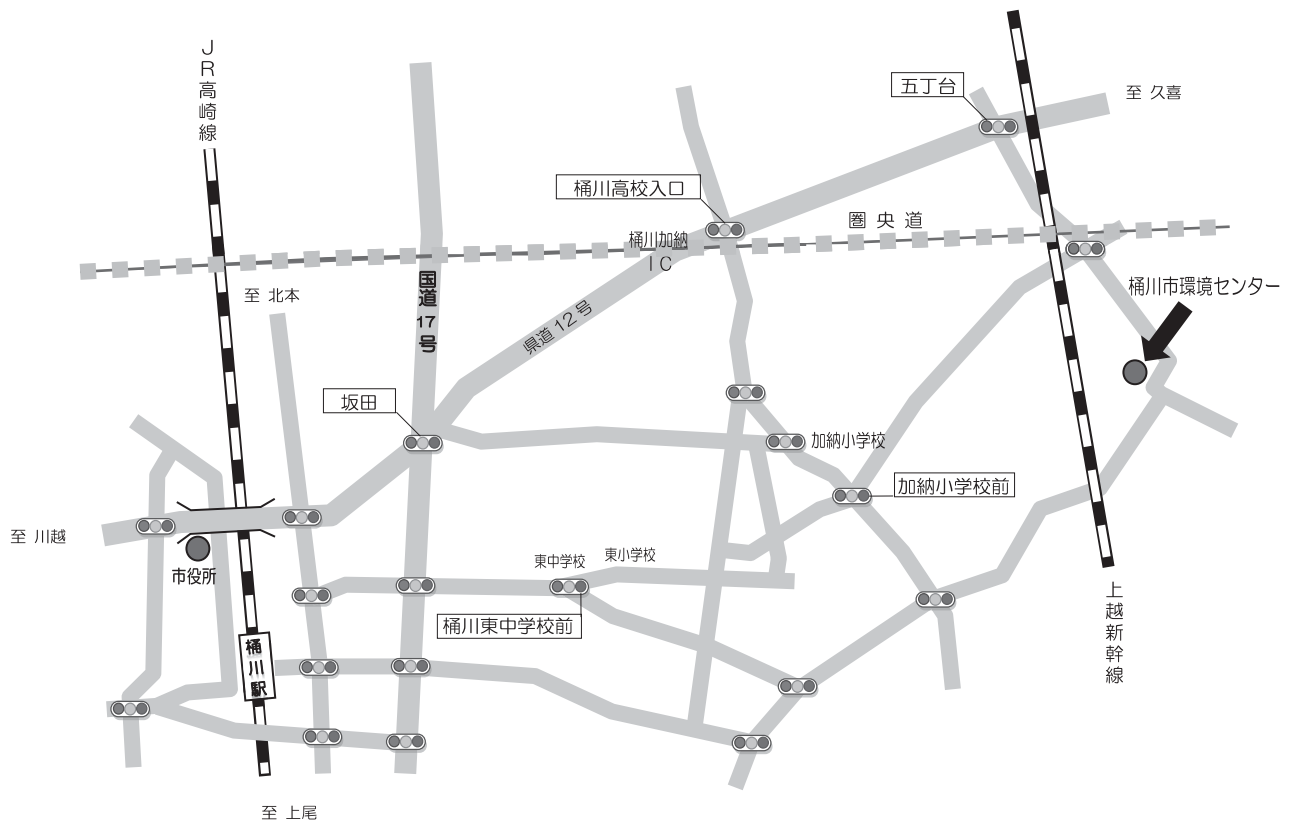 JR高崎線
五丁台
至 久喜
桶川高校入口
圏央道
桶川加納
IC
国道17号
至 北本
桶川市環境センター
県道12号
坂田
加納小学校
加納小学校前
至 川越
市役所
東中学校
東小学校
桶川東中学校前
上越新幹線
桶川駅
至 上尾